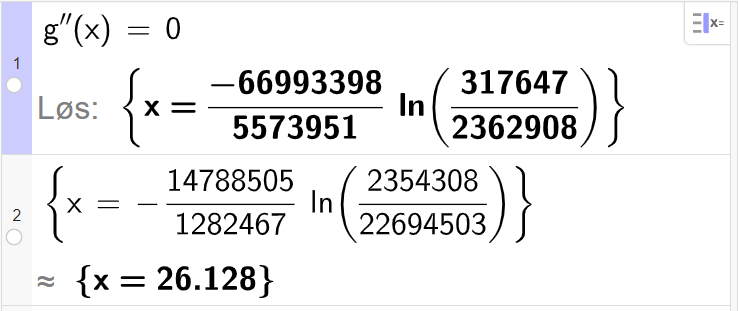 g″(x) = 0
x=
1
Løs: {x = −66993398/5573951 ln(317647/2362908)}
2
{x = −14788505/1282467 ln(2354308/22694503)}
≈ {x = 26.128}